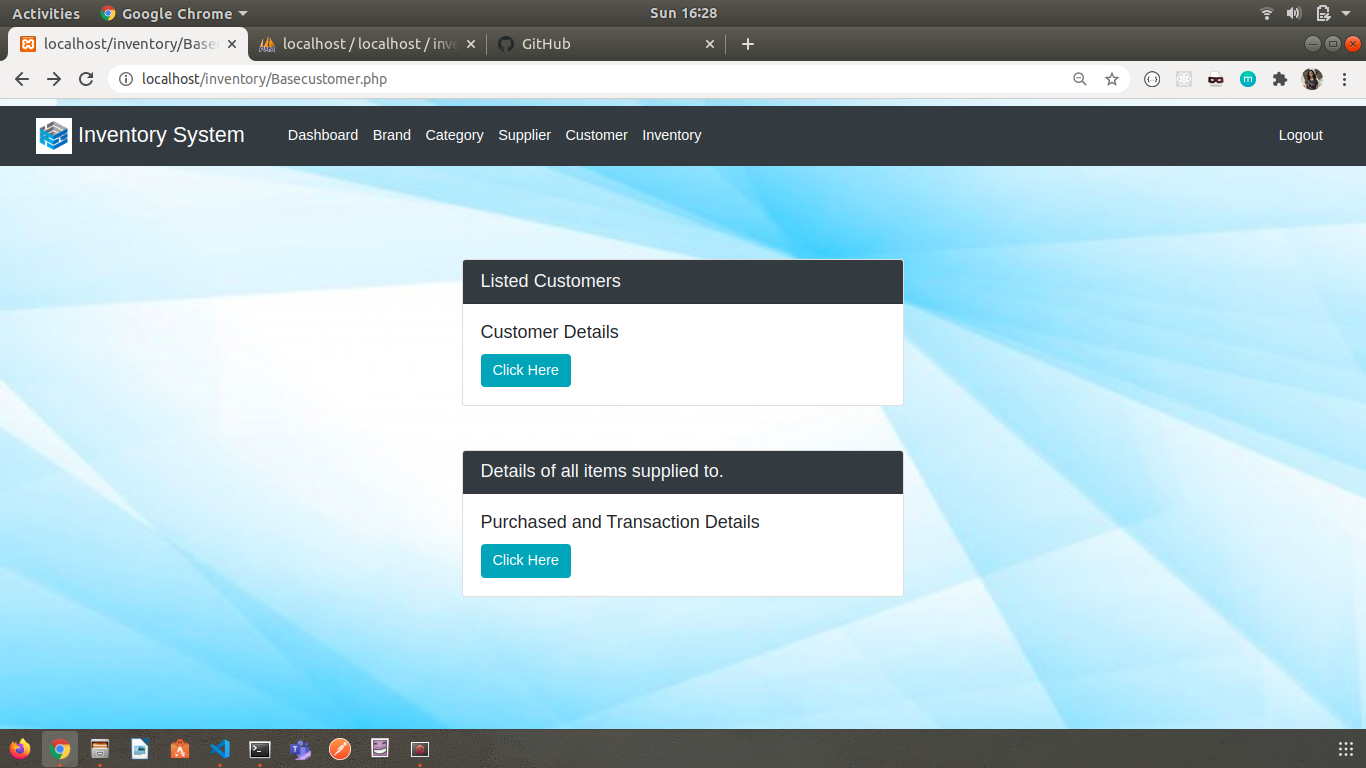 Activities Google Chrome Sun 16:28
localhost/inventory/Base localhost / localhost / inve GitHub
localhost/inventory/Basecustomer.php
Inventory System Dashboard Brand Category Supplier Customer Inventory Logout
Listed Customers
Customer Details
Click Here
Details of all items supplied to.
Purchased and Transaction Details
Click Here